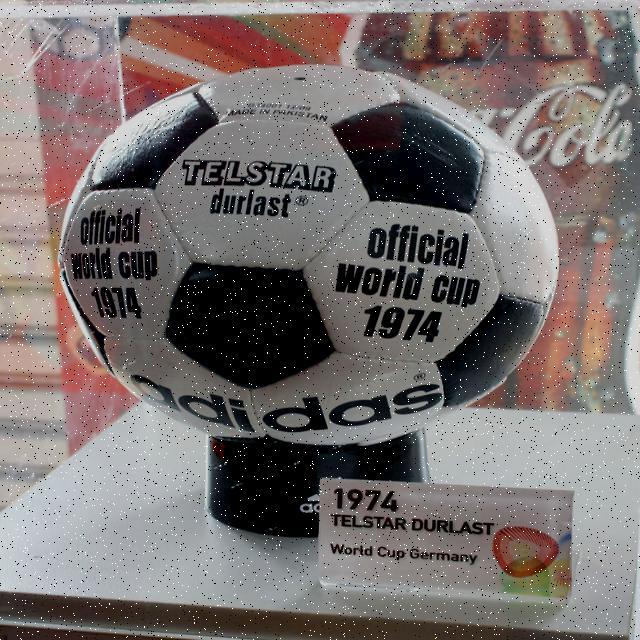 MADE IN PAKISTAN
TELSTAR
durlast®
official
world cup
1974
official
world cup
1974
adidas®
Cola
1974
TELSTAR DURLAST
World Cup Germany